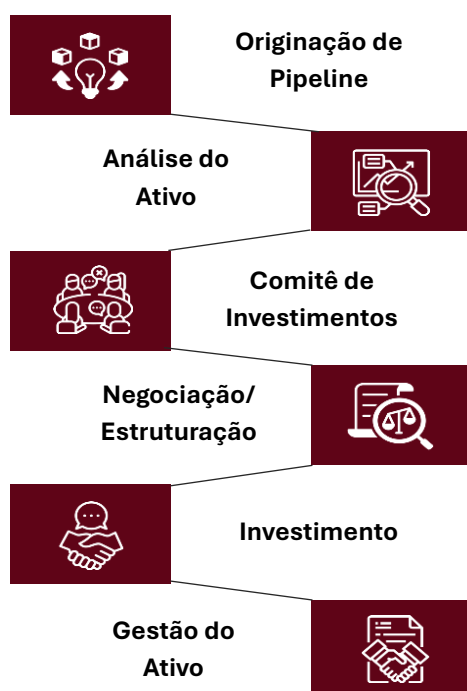 Originação de
Pipeline
Análise do
Ativo
Comitê de
Investimentos
Negociação/
Estruturação
Investimento
Gestão do
Ativo